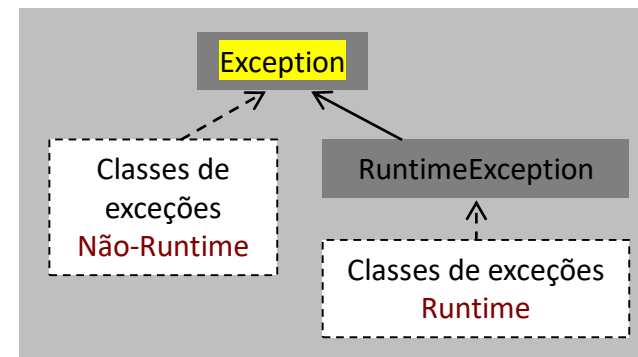 Exception
Classes de
exceções
Não-Runtime
RuntimeException
Classes de exceções
Runtime